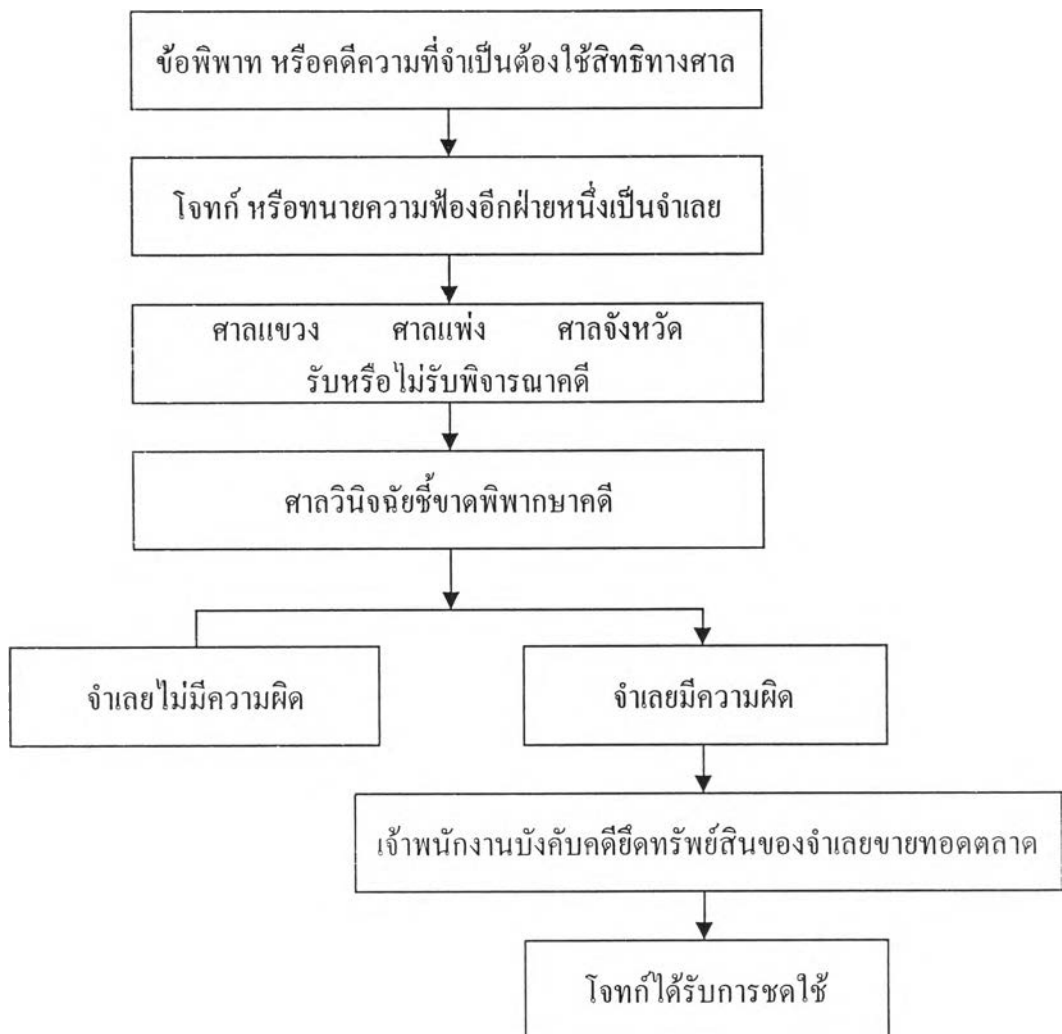 ข้อพิพาท หรือคดีความที่จำเป็นต้องใช้สิทธิทางศาล
โจทก์ หรือทนายความฟ้องอีกฝ่ายหนึ่งเป็นจำเลย
ศาลแขวง ศาลแพ่ง ศาลจังหวัด
รับหรือไม่รับพิจารณาคดี
ศาลวินิจฉัยชี้ขาดพิพากษาคดี
จำเลยไม่มีความผิด
จำเลยมีความผิด
เจ้าพนักงานบังคับคดียึดทรัพย์สินของจำเลยขายทอดตลาด
โจทก์ได้รับการชดใช้